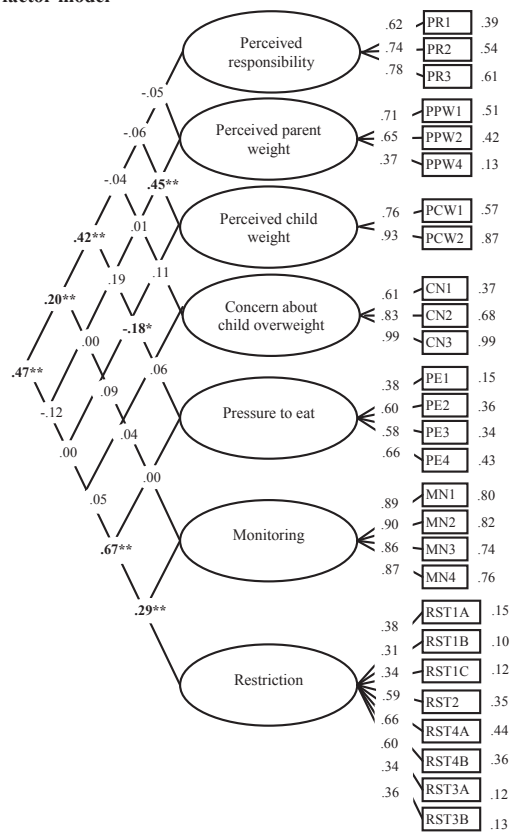 factor model
Perceived
responsibility
.62
PR1
.39
.74
PR2
.54
.78
PR3
.61
-.05
Perceived parent
weight
.71
PPW1
.51
.65
PPW2
.42
.37
PPW4
.13
-.06
.45**
-.04
Perceived child
weight
.76
PCW1
.57
.93
PCW2
.87
.01
.42**
.11
.19
Concern about
child overweight
.61
CN1
.37
.83
CN2
.68
.99
CN3
.99
.20**
-.18*
.00
.06
.47**
.09
-.12
Pressure to eat
.38
PE1
.15
.60
PE2
.36
.58
PE3
.34
.66
PE4
.43
.04
.00
.00
.05
Monitoring
.89
MN1
.80
.90
MN2
.82
.86
MN3
.74
.87
MN4
.76
.67**
.29**
Restriction
.38
RST1A
.15
.31
RST1B
.10
.34
RST1C
.12
.59
RST2
.35
.66
RST4A
.44
.60
RST4B
.36
.34
RST3A
.12
.36
RST3B
.13